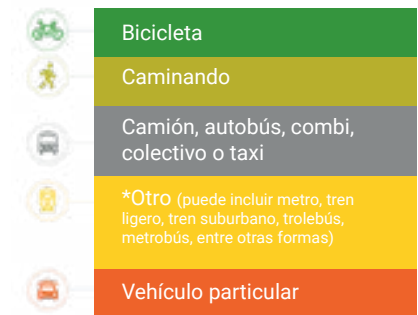 Bicicleta
Caminando
Camión, autobús, combi,
colectivo o taxi
*Otro (puede incluir metro, tren
ligero, tren suburbano, trolebús,
metrobús, entre otras formas)
Vehículo particular